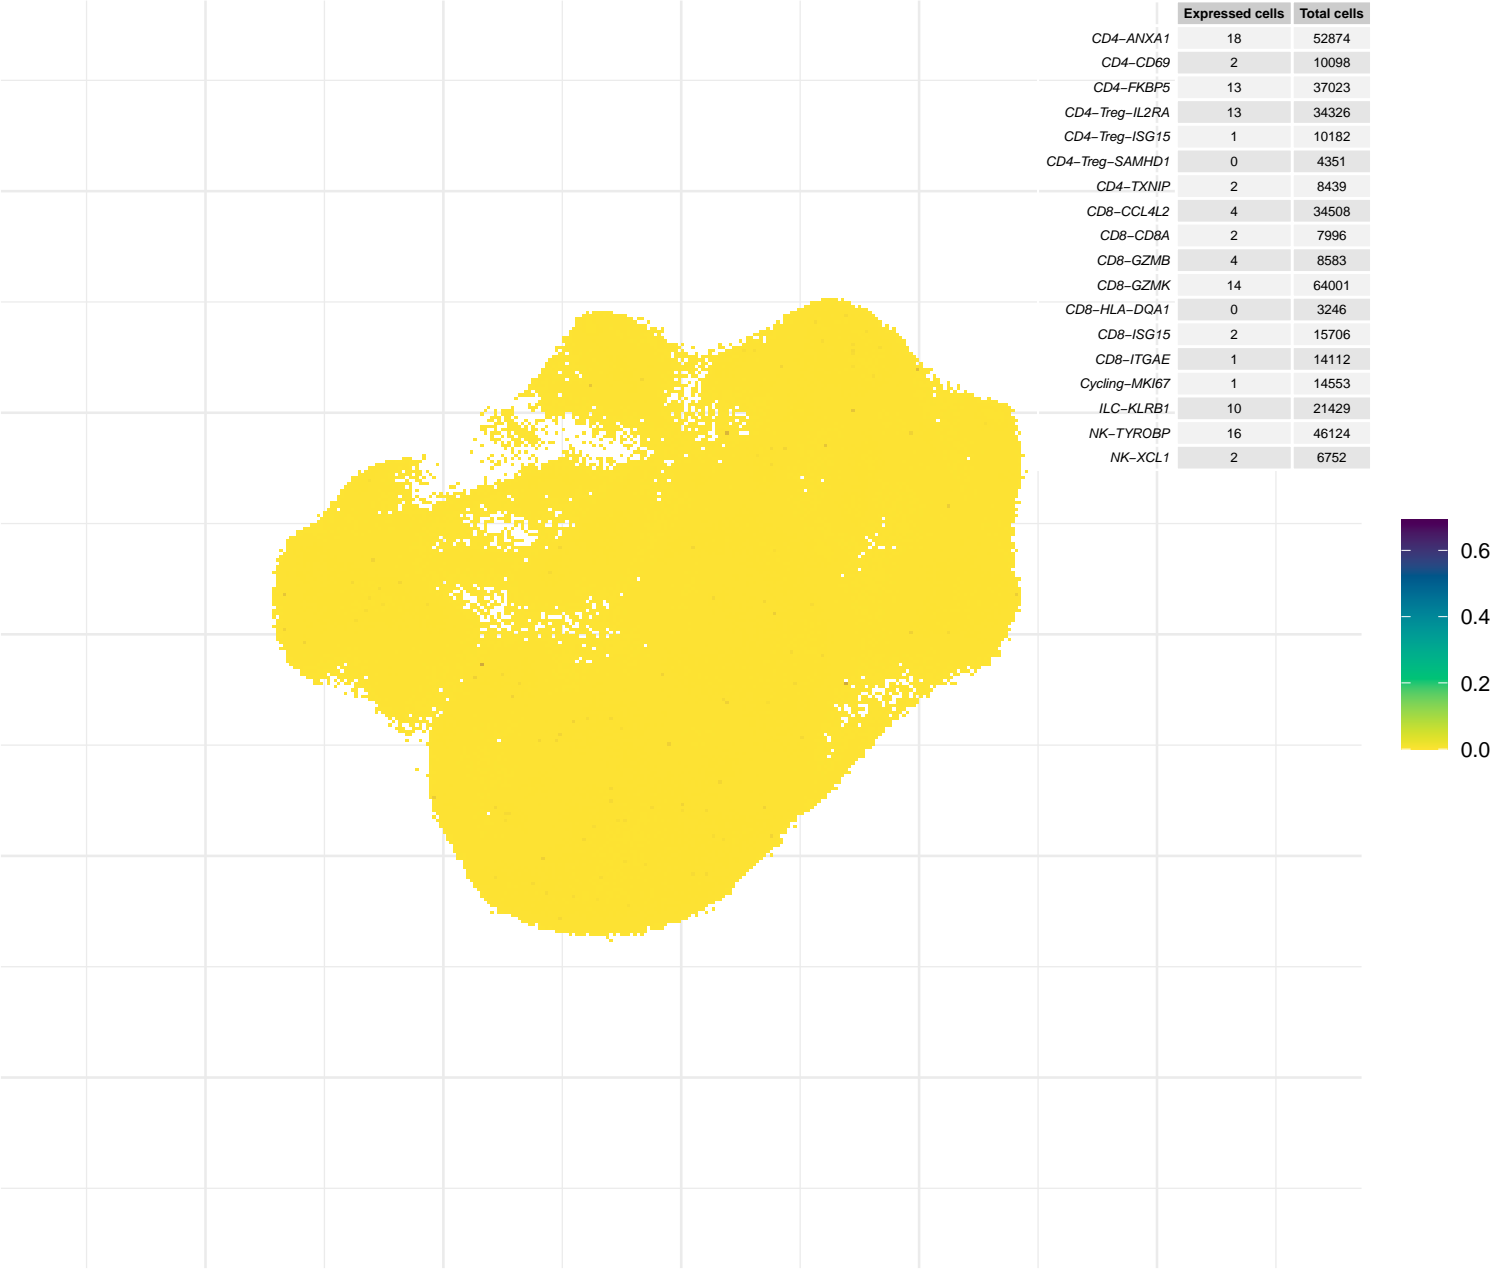 Expressed cells Total cells
CD4−ANXA1 18 52874
CD4−CD69 2 10098
CD4−FKBP5 13 37023
CD4−Treg−IL2RA 13 34326
CD4−Treg−ISG15 1 10182
CD4−Treg−SAMHD1 0 4351
CD4−TXNIP 2 8439
CD8−CCL4L2 4 34508
CD8−CD8A 2 7996
CD8−GZMB 4 8583
CD8−GZMK 14 64001
CD8−HLA−DQA1 0 3246
CD8−ISG15 2 15706
CD8−ITGAE 1 14112
Cycling−MKI67 1 14553
ILC−KLRB1 10 21429
NK−TYROBP 16 46124
NK−XCL1 2 6752
0.6
0.4
0.2
0.0